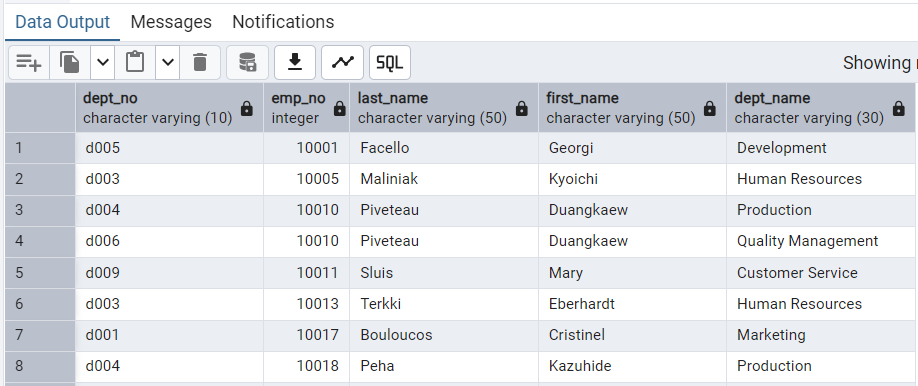 Data Output Messages Notifications
SQL Showing
dept_no emp_no last_name first_name dept_name
character varying (10) integer character varying (50) character varying (50) character varying (30)
1 d005 10001 Facello Georgi Development
2 d003 10005 Maliniak Kyoichi Human Resources
3 d004 10010 Piveteau Duangkaew Production
4 d006 10010 Piveteau Duangkaew Quality Management
5 d009 10011 Sluis Mary Customer Service
6 d003 10013 Terkki Eberhardt Human Resources
7 d001 10017 Bouloucos Cristinel Marketing
8 d004 10018 Peha Kazuhide Production